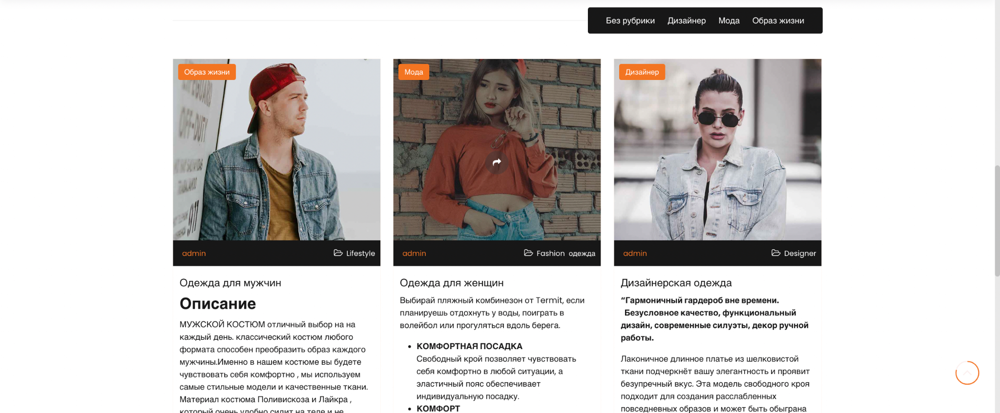 Без рубрики Дизайнер Мода Образ жизни
Образ жизни
OFF-DUTY
911
admin Lifestyle
Одежда для мужчин
Описание
МУЖСКОЙ КОСТЮМ отличный выбор на на
каждый день. классический костюм любого
формата способен преобразить образ каждого
мужчины.Именно в нашем костюме вы будете
чувствовать себя комфортно , мы используем
самые стильные модели и качественные ткани.
Материал костюма Поливискоза и Лайкра ,
который очень удобно сидит на теле и не
Мода
admin Fashion одежда
Одежда для женщин
Выбирай пляжный комбинезон от Termit, если
планируешь отдохнуть у воды, поиграть в
волейбол или прогуляться вдоль берега.
• КОМФОРТНАЯ ПОСАДКА
Свободный крой позволяет чувствовать
себя комфортно в любой ситуации, а
эластичный пояс обеспечивает
индивидуальную посадку.
• КОМФОРТ
Дизайнер
admin Designer
Дизайнерская одежда
“Гармоничный гардероб вне времени.
Безусловное качество, функциональный
дизайн, современные силуэты, декор ручной
работы.
Лаконичное длинное платье из шелковистой
ткани подчеркнёт вашу элегантность и проявит
безупречный вкус. Эта модель свободного кроя
подходит для создания расслабленных
повседневных образов и может быть обыграна